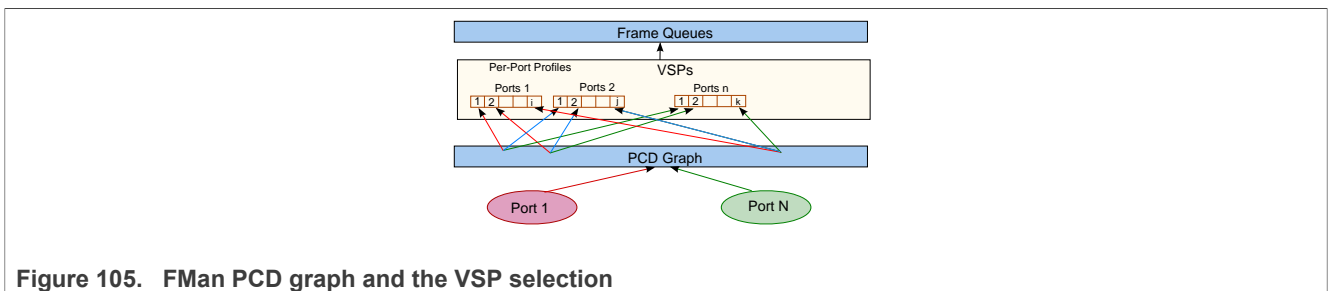 Frame Queues
Per-Port Profiles VSPs
Ports 1 Ports 2 Ports n
1 2 i 1 2 j 1 2 k
PCD Graph
Port 1 Port N
Figure 105. FMan PCD graph and the VSP selection